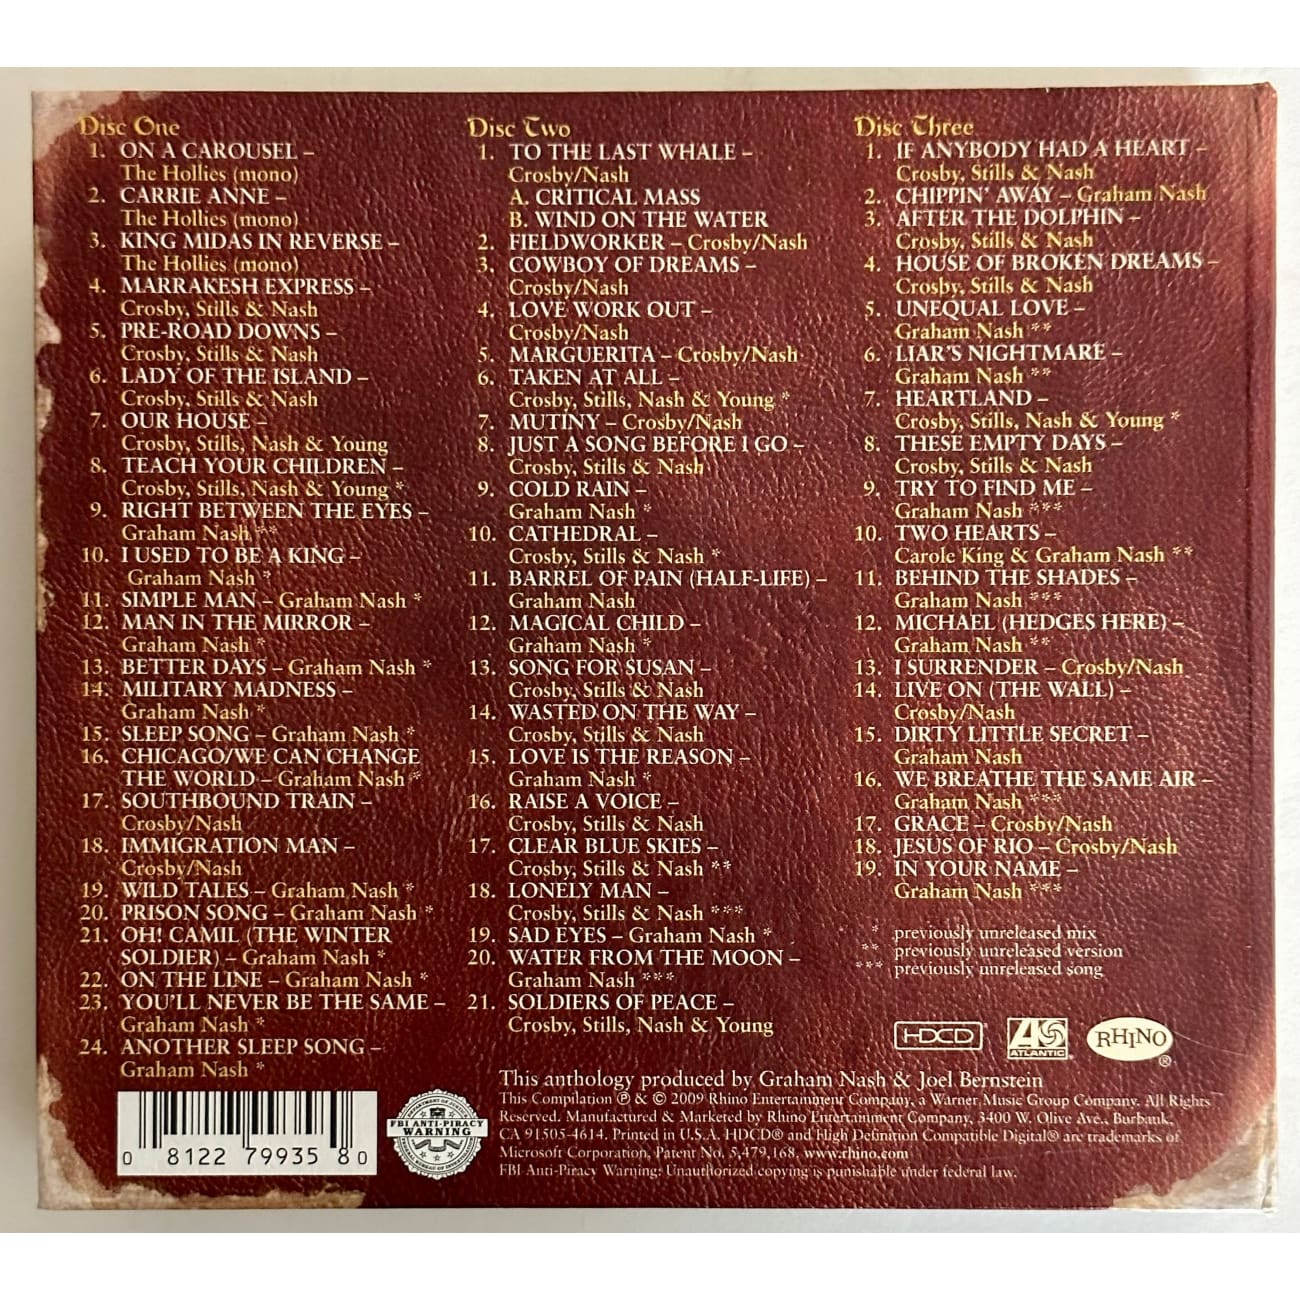 Disc One
1. ON A CAROUSEL –
The Hollies (mono)
2. CARRIE ANNE –
The Hollies (mono)
3. KING MIDAS IN REVERSE –
The Hollies (mono)
4. MARRAKESH EXPRESS –
Crosby, Stills & Nash
5. PRE-ROAD DOWNS –
Crosby, Stills & Nash
6. LADY OF THE ISLAND –
Crosby, Stills & Nash
7. OUR HOUSE –
Crosby, Stills, Nash & Young
8. TEACH YOUR CHILDREN –
Crosby, Stills, Nash & Young *
9. RIGHT BETWEEN THE EYES –
Graham Nash **
10. I USED TO BE A KING –
Graham Nash *
11. SIMPLE MAN – Graham Nash *
12. MAN IN THE MIRROR –
Graham Nash *
13. BETTER DAYS – Graham Nash *
14. MILITARY MADNESS –
Graham Nash *
15. SLEEP SONG – Graham Nash *
16. CHICAGO/WE CAN CHANGE
THE WORLD – Graham Nash *
17. SOUTHBOUND TRAIN –
Crosby/Nash
18. IMMIGRATION MAN –
Crosby/Nash
19. WILD TALES – Graham Nash *
20. PRISON SONG – Graham Nash *
21. OH! CAMIL (THE WINTER
SOLDIER) – Graham Nash *
22. ON THE LINE – Graham Nash *
23. YOU'LL NEVER BE THE SAME –
Graham Nash *
24. ANOTHER SLEEP SONG –
Graham Nash *
Disc Two
1. TO THE LAST WHALE –
Crosby/Nash
A. CRITICAL MASS
B. WIND ON THE WATER
2. FIELDWORKER – Crosby/Nash
3. COWBOY OF DREAMS –
Crosby/Nash
4. LOVE WORK OUT –
Crosby/Nash
5. MARGUERITA – Crosby/Nash
6. TAKEN AT ALL –
Crosby, Stills, Nash & Young *
7. MUTINY – Crosby/Nash
8. JUST A SONG BEFORE I GO –
Crosby, Stills & Nash
9. COLD RAIN –
Graham Nash *
10. CATHEDRAL –
Crosby, Stills & Nash *
11. BARREL OF PAIN (HALF-LIFE) –
Graham Nash
12. MAGICAL CHILD –
Graham Nash *
13. SONG FOR SUSAN –
Crosby, Stills & Nash
14. WASTED ON THE WAY –
Crosby, Stills & Nash
15. LOVE IS THE REASON –
Graham Nash *
16. RAISE A VOICE –
Crosby, Stills & Nash
17. CLEAR BLUE SKIES –
Crosby, Stills & Nash **
18. LONELY MAN –
Crosby, Stills & Nash ***
19. SAD EYES – Graham Nash *
20. WATER FROM THE MOON –
Graham Nash ***
21. SOLDIERS OF PEACE –
Crosby, Stills, Nash & Young
Disc Three
1. IF ANYBODY HAD A HEART –
Crosby, Stills & Nash
2. CHIPPIN' AWAY – Graham Nash
3. AFTER THE DOLPHIN –
Crosby, Stills & Nash
4. HOUSE OF BROKEN DREAMS –
Crosby, Stills & Nash
5. UNEQUAL LOVE –
Graham Nash **
6. LIAR'S NIGHTMARE –
Graham Nash **
7. HEARTLAND –
Crosby, Stills, Nash & Young *
8. THESE EMPTY DAYS –
Crosby, Stills & Nash
9. TRY TO FIND ME –
Graham Nash ***
10. TWO HEARTS –
Carole King & Graham Nash **
11. BEHIND THE SHADES –
Graham Nash ***
12. MICHAEL (HEDGES HERE) –
Graham Nash **
13. I SURRENDER – Crosby/Nash
14. LIVE ON (THE WALL) –
Crosby/Nash
15. DIRTY LITTLE SECRET –
Graham Nash
16. WE BREATHE THE SAME AIR –
Graham Nash ***
17. GRACE – Crosby/Nash
18. JESUS OF RIO – Crosby/Nash
19. IN YOUR NAME –
Graham Nash ***
* previously unreleased mix
** previously unreleased version
*** previously unreleased song
HDCD
ATLANTIC
RHINO ®
This anthology produced by Graham Nash & Joel Bernstein
This Compilation ℗ & © 2009 Rhino Entertainment Company, a Warner Music Group Company. All Rights
Reserved. Manufactured & Marketed by Rhino Entertainment Company, 3400 W. Olive Ave., Burbank,
CA 91505-4614. Printed in U.S.A. HDCD® and High Definition Compatible Digital® are trademarks of
Microsoft Corporation, Patent No. 5,479,168. www.rhino.com
FBI Anti-Piracy Warning: Unauthorized copying is punishable under federal law.
DEPARTMENT OF JUSTICE
FBI ANTI-PIRACY
WARNING
FEDERAL BUREAU OF INVESTIGATION
0 8122 79935 8 0